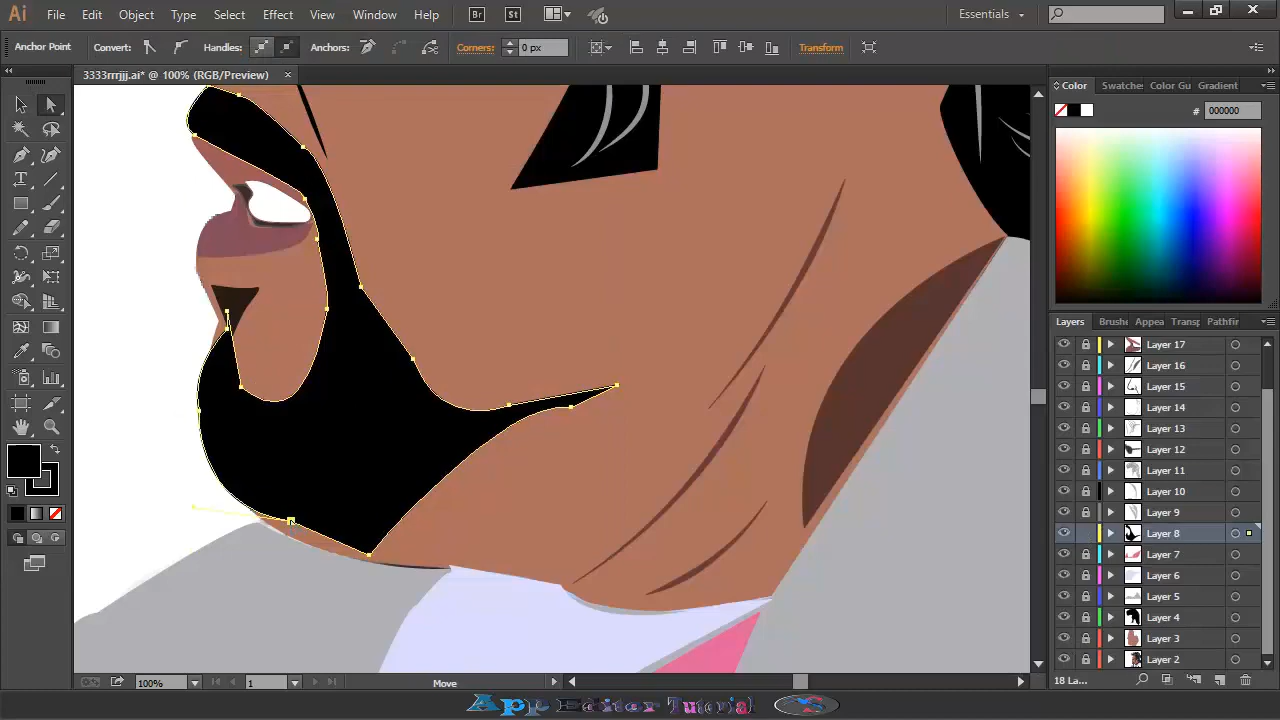 Ai File Edit Object Type Select Effect View Window Help Br St Essentials
Anchor Point Convert: Handles: Anchors: Corners: 0 px Transform
3333rrrjjj.ai* @ 100% (RGB/Preview)
Color Swatche Color Gu Gradient
# 000000
Layers Brushe Appea Transp Pathfin
Layer 17
Layer 16
Layer 15
Layer 14
Layer 13
Layer 12
Layer 11
Layer 10
Layer 9
Layer 8
Layer 7
Layer 6
Layer 5
Layer 4
Layer 3
Layer 2
18 La...
100% 1 Move
App Editor Tutorial